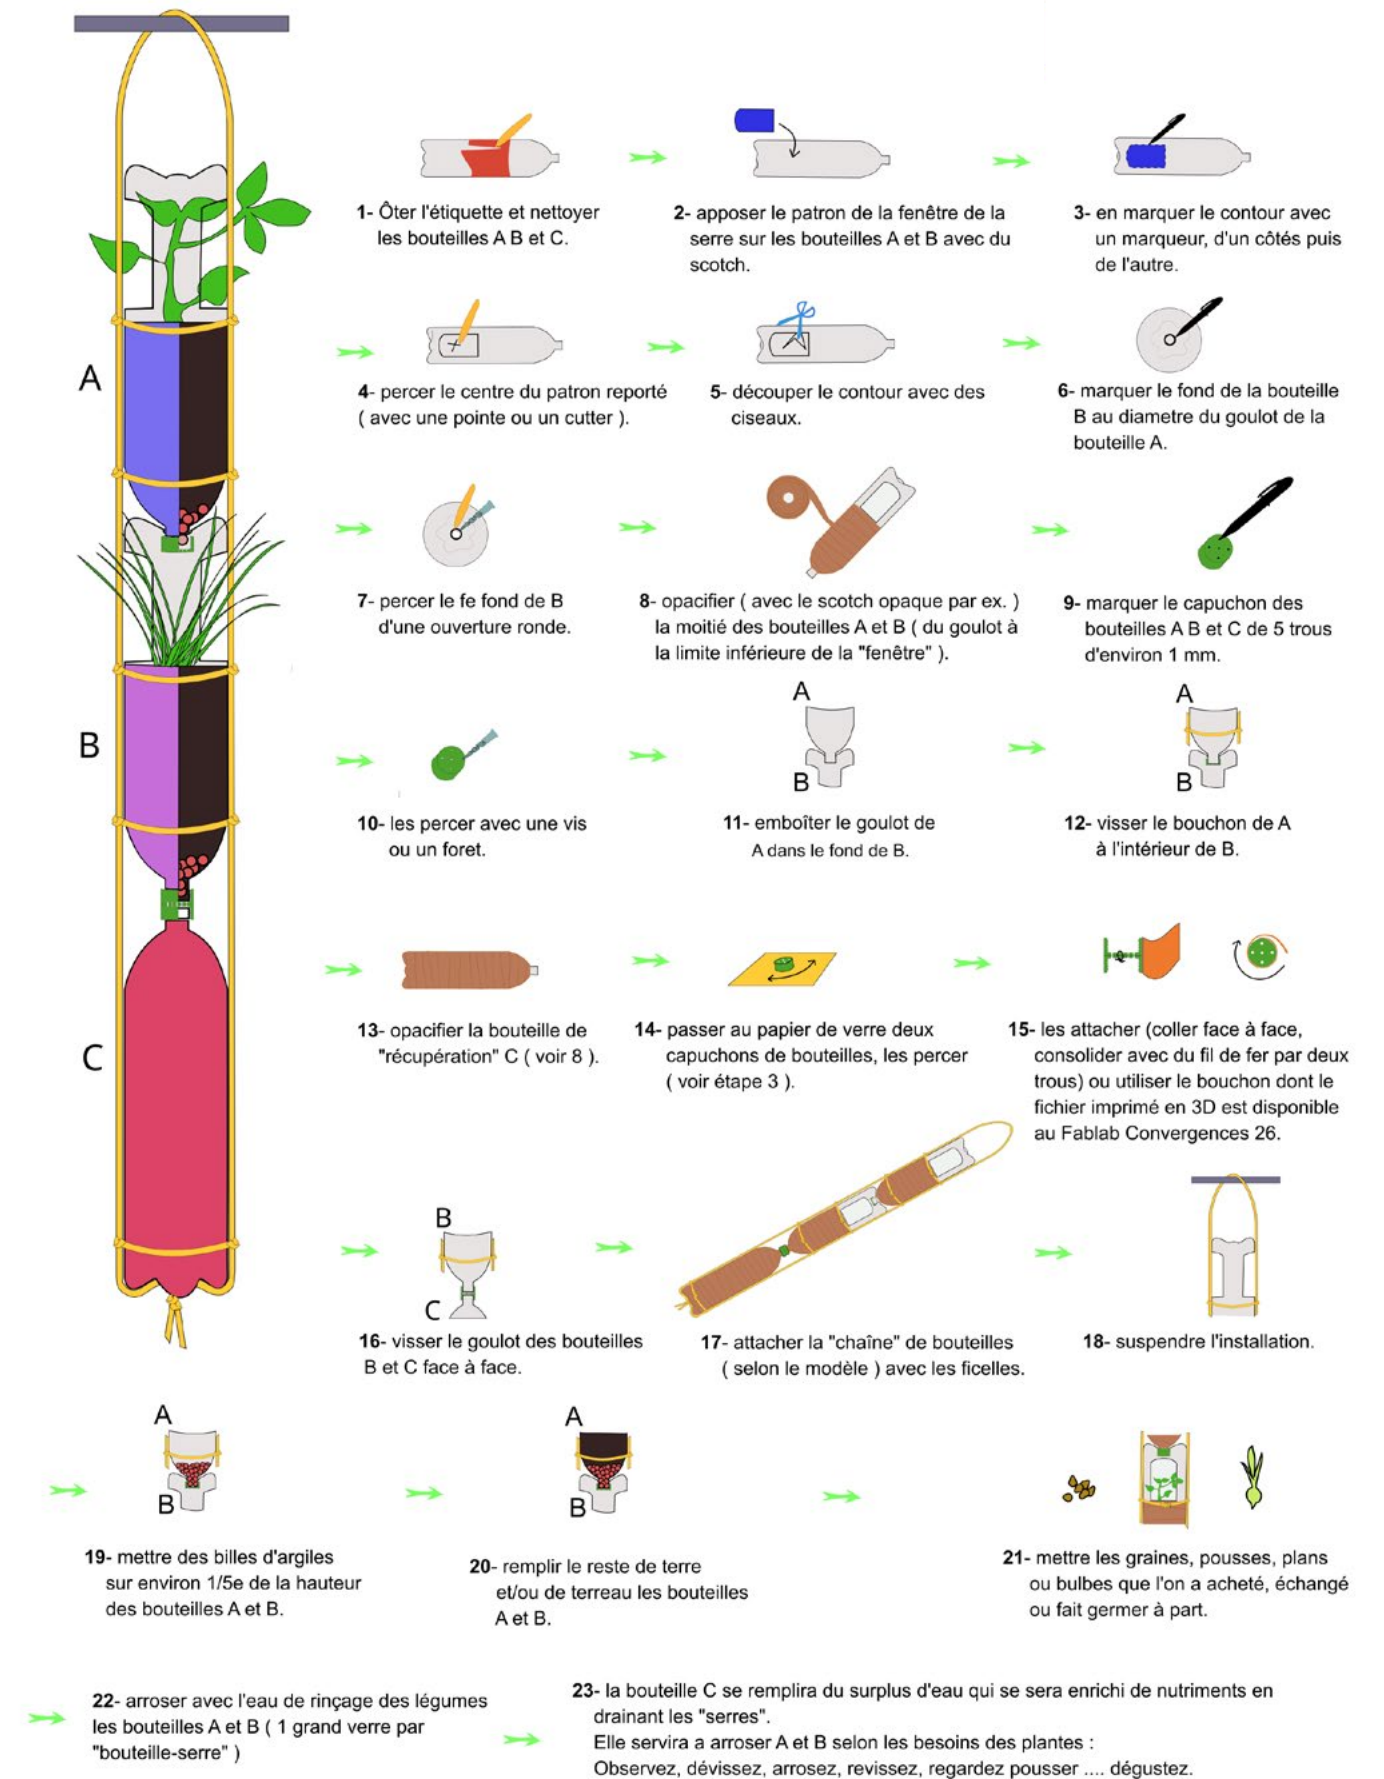 A
B
C
1- Ôter l'étiquette et nettoyer
les bouteilles A B et C.
2- apposer le patron de la fenêtre de la
serre sur les bouteilles A et B avec du
scotch.
3- en marquer le contour avec
un marqueur, d'un côtés puis
de l'autre.
4- percer le centre du patron reporté
( avec une pointe ou un cutter ).
5- découper le contour avec des
ciseaux.
6- marquer le fond de la bouteille
B au diametre du goulot de la
bouteille A.
7- percer le fe fond de B
d'une ouverture ronde.
8- opacifier ( avec le scotch opaque par ex. )
la moitié des bouteilles A et B ( du goulot à
la limite inférieure de la "fenêtre" ).
9- marquer le capuchon des
bouteilles A B et C de 5 trous
d'environ 1 mm.
10- les percer avec une vis
ou un foret.
A
B
11- emboîter le goulot de
A dans le fond de B.
A
B
12- visser le bouchon de A
à l'intérieur de B.
13- opacifier la bouteille de
"récupération" C ( voir 8 ).
14- passer au papier de verre deux
capuchons de bouteilles, les percer
( voir étape 3 ).
15- les attacher (coller face à face,
consolider avec du fil de fer par deux
trous) ou utiliser le bouchon dont le
fichier imprimé en 3D est disponible
au Fablab Convergences 26.
B
C
16- visser le goulot des bouteilles
B et C face à face.
17- attacher la "chaîne" de bouteilles
( selon le modèle ) avec les ficelles.
18- suspendre l'installation.
A
B
19- mettre des billes d'argiles
sur environ 1/5e de la hauteur
des bouteilles A et B.
A
B
20- remplir le reste de terre
et/ou de terreau les bouteilles
A et B.
21- mettre les graines, pousses, plans
ou bulbes que l'on a acheté, échangé
ou fait germer à part.
22- arroser avec l'eau de rinçage des légumes
les bouteilles A et B ( 1 grand verre par
"bouteille-serre" )
23- la bouteille C se remplira du surplus d'eau qui se sera enrichi de nutriments en
drainant les "serres".
Elle servira a arroser A et B selon les besoins des plantes :
Observez, dévissez, arrosez, revissez, regardez pousser .... dégustez.